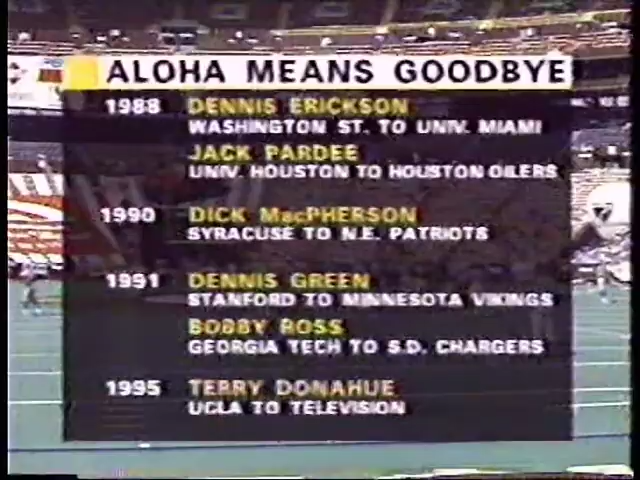 ALOHA MEANS GOODBYE
1988 DENNIS ERICKSON
WASHINGTON ST. TO UNIV. MIAMI
JACK PARDEE
UNIV. HOUSTON TO HOUSTON OILERS
1990 DICK MacPHERSON
SYRACUSE TO N.E. PATRIOTS
1991 DENNIS GREEN
STANFORD TO MINNESOTA VIKINGS
BOBBY ROSS
GEORGIA TECH TO S.D. CHARGERS
1995 TERRY DONAHUE
UCLA TO TELEVISION